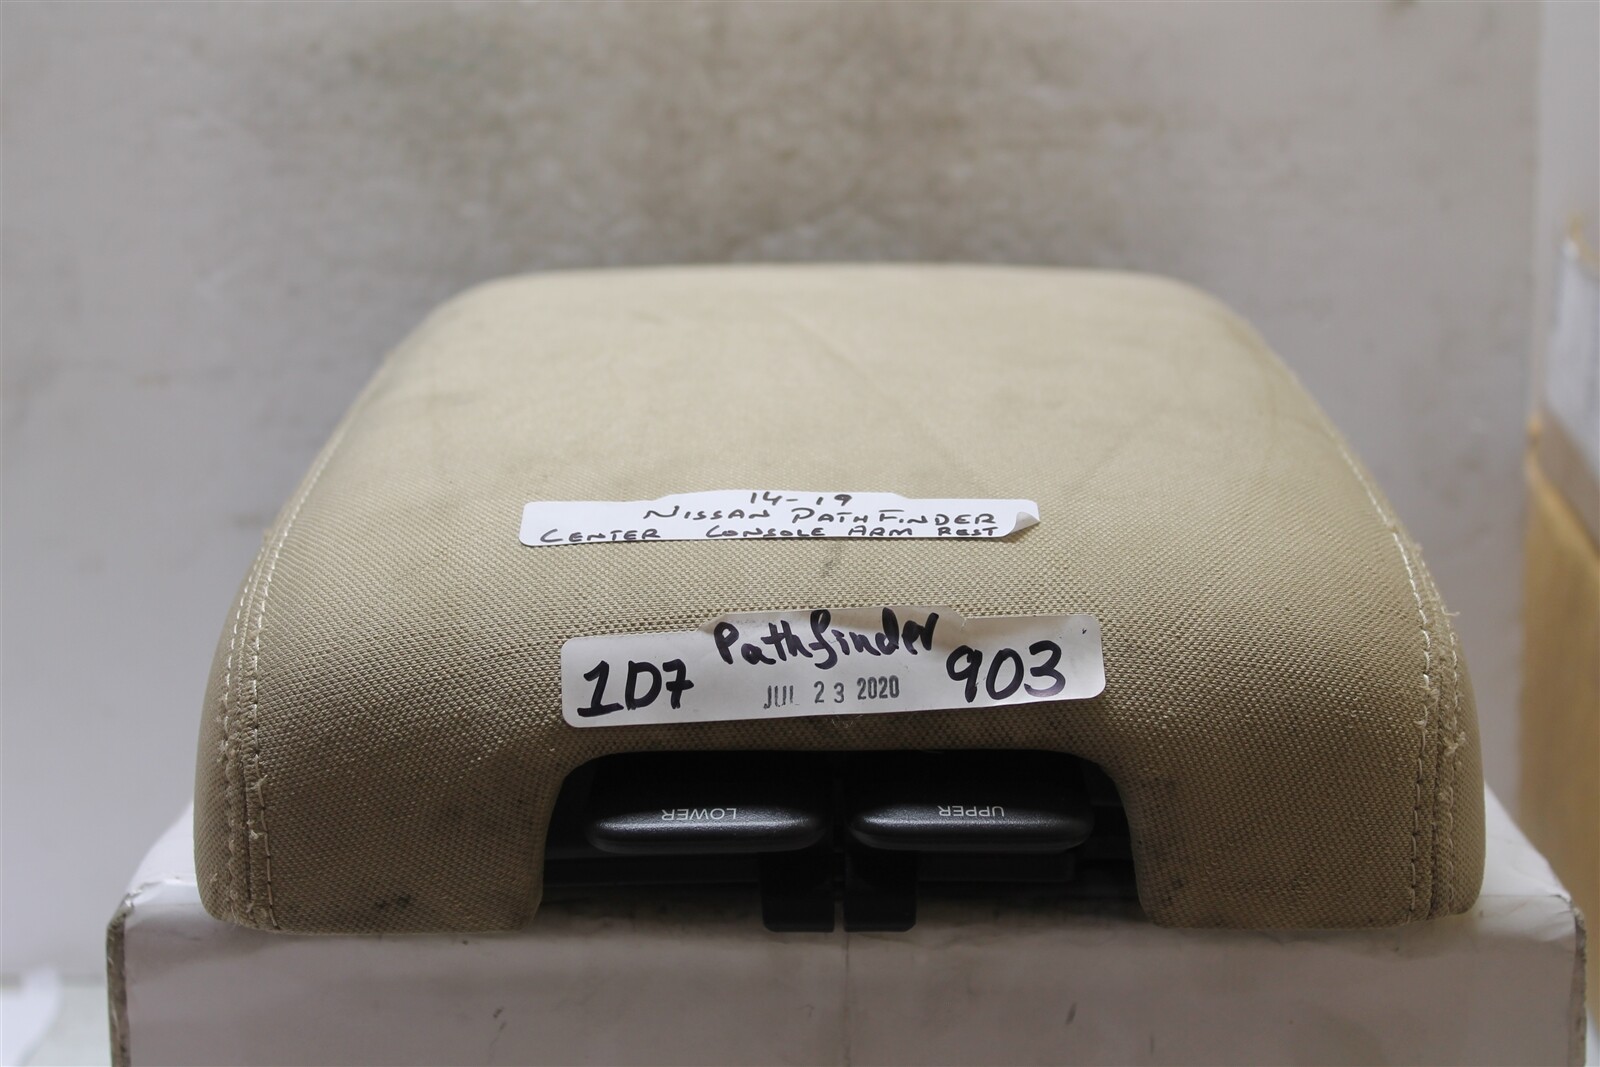 14-19
NISSAN PATHFINDER
CENTER CONSOLE ARM REST
Pathfinder
1D7 JUL 23 2020 903
LOWER UPPER